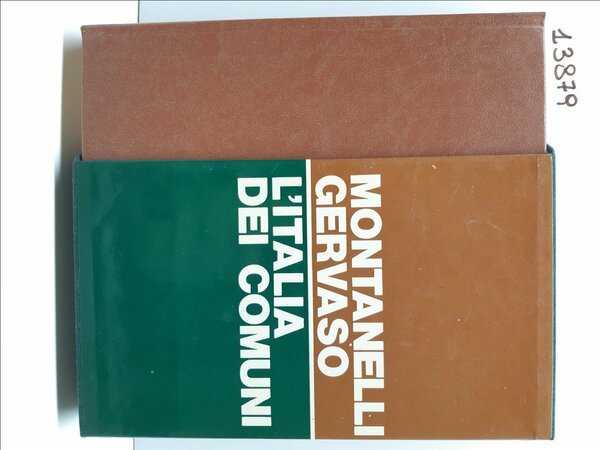 MONTANELLI
GERVASO
L'ITALIA
DEI COMUNI
13879